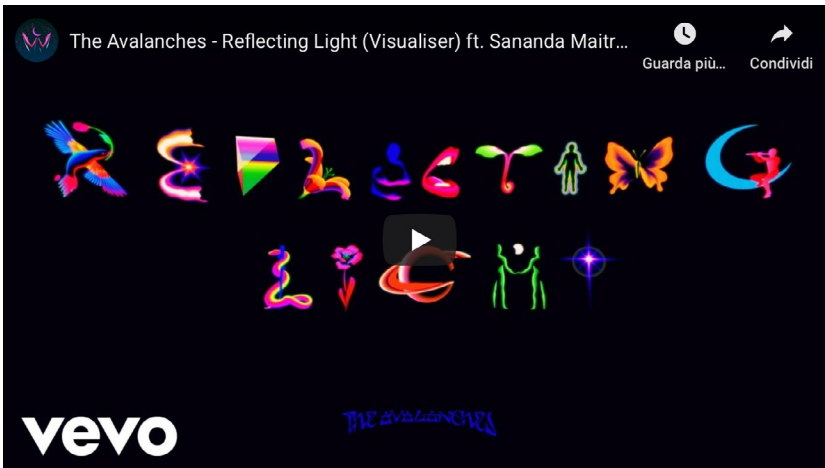 The Avalanches - Reflecting Light (Visualiser) ft. Sananda Maitr...
Guarda più...
Condividi
REFLECTING
LIGHT
THE AVALANCHES
vevo